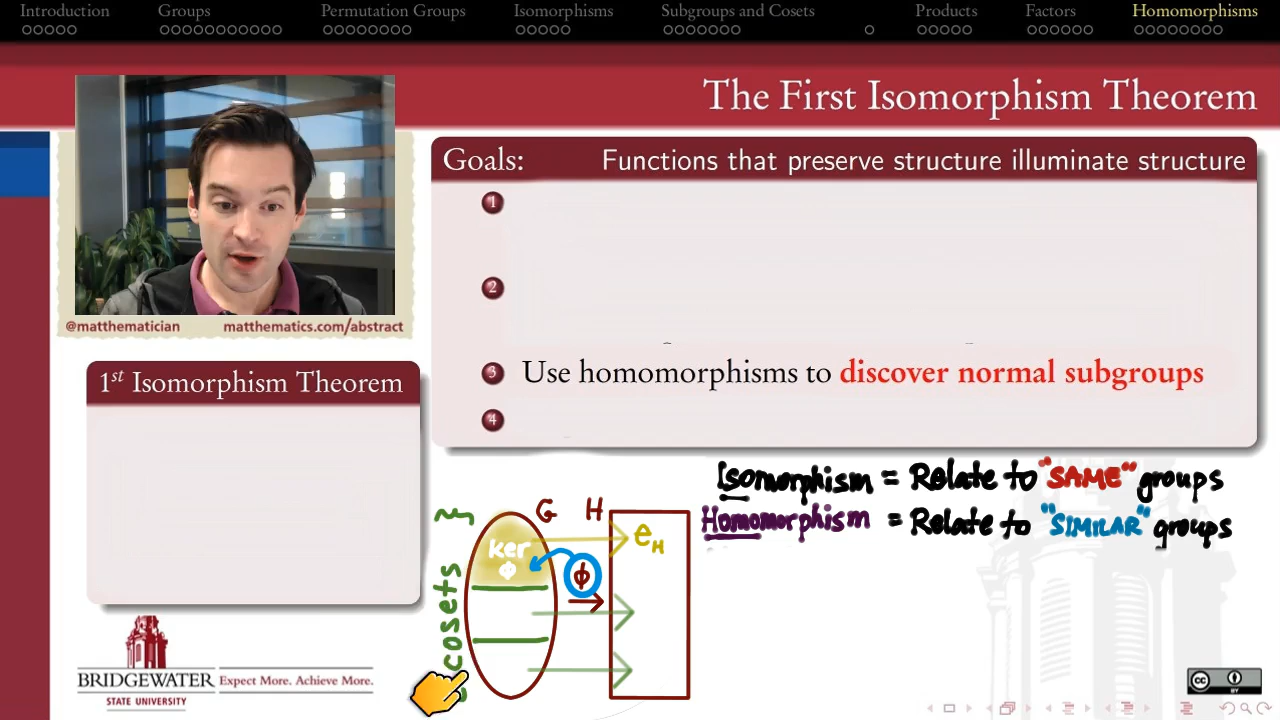 Introduction Groups Permutation Groups Isomorphisms Subgroups and Cosets Products Factors Homomorphisms
The First Isomorphism Theorem
Goals: Functions that preserve structure illuminate structure
1
2
3 Use homomorphisms to discover normal subgroups
4
@matthematician matthematics.com/abstract
1st Isomorphism Theorem
Isomorphism = Relate to "SAME" groups
Homomorphism = Relate to "SIMILAR" groups
G H
ker ϕ
e_H
ϕ
cosets
BRIDGEWATER
STATE UNIVERSITY
Expect More. Achieve More.
CC
BY